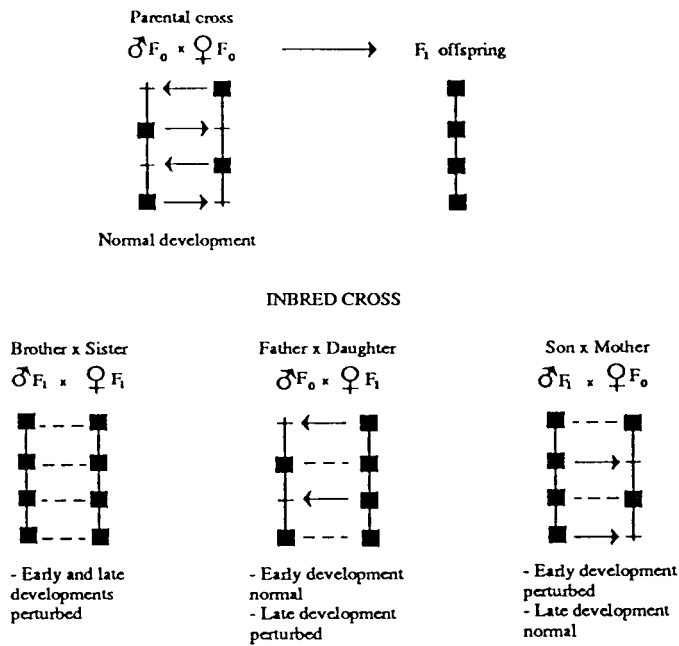 Parental cross
♂F₀ x ♀F₀
F₁ offspring
Normal development
INBRED CROSS
Brother x Sister
♂F₁ x ♀F₁
- Early and late
developments
perturbed
Father x Daughter
♂F₀ x ♀F₁
- Early development
normal
- Late development
perturbed
Son x Mother
♂F₁ x ♀F₀
- Early development
perturbed
- Late development
normal